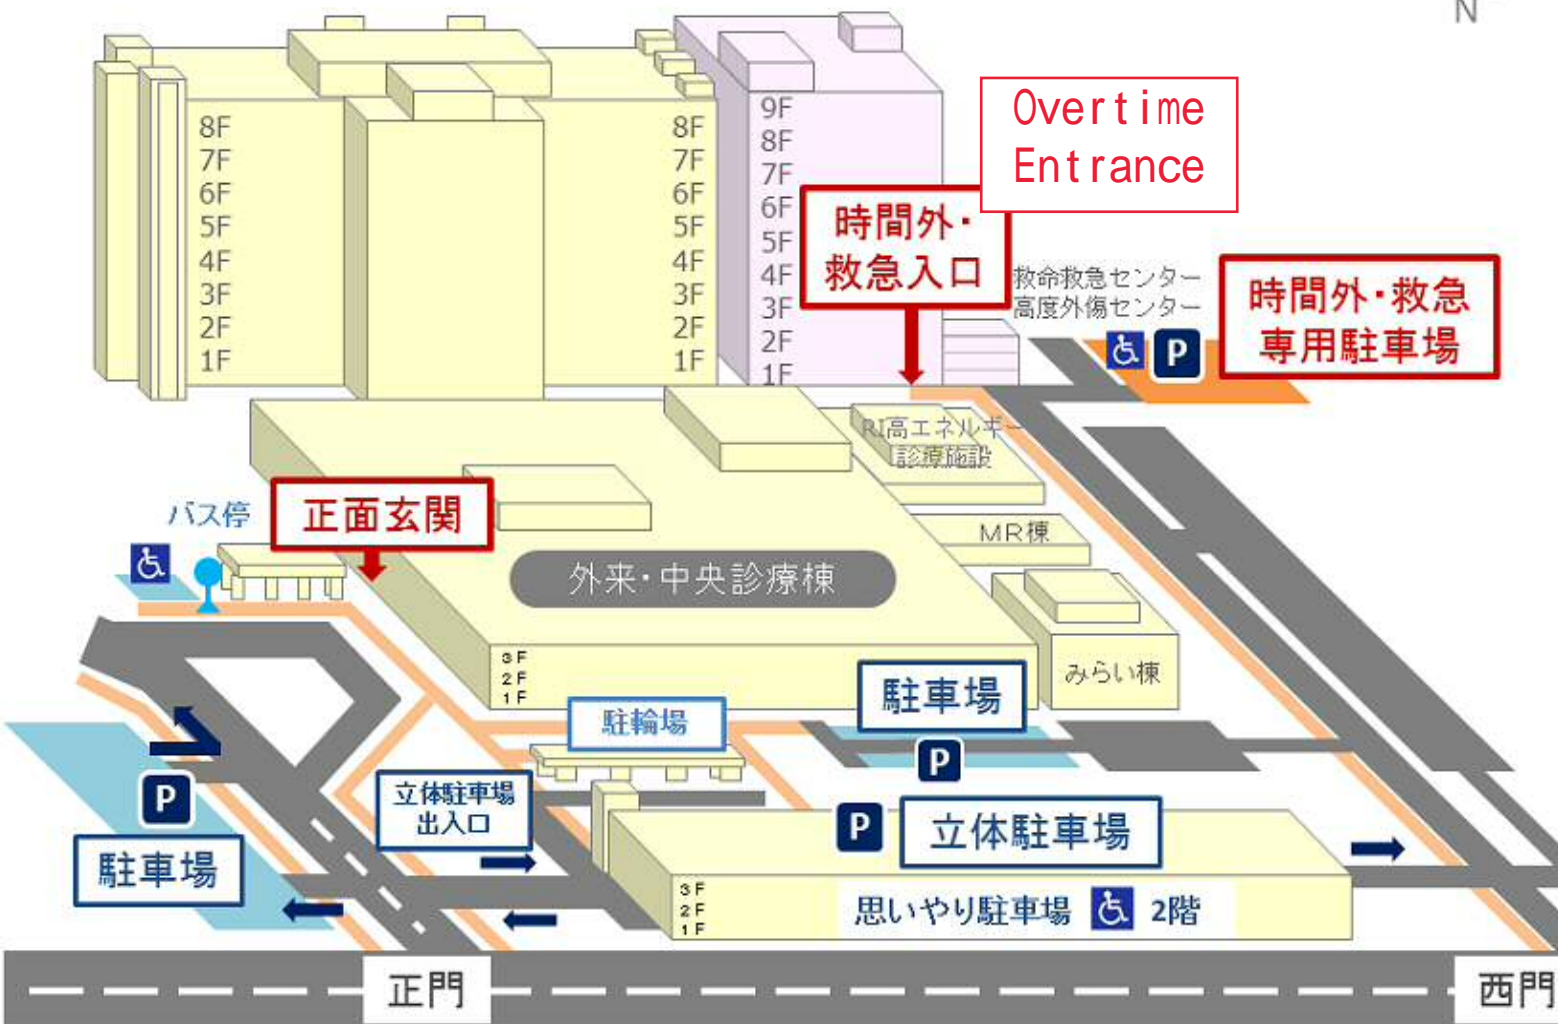 N
Overtime
Entrance
8F
7F
6F
5F
4F
3F
2F
1F
8F
7F
6F
5F
4F
3F
2F
1F
9F
8F
7F
6F
5F
4F
3F
2F
1F
時間外・
救急入口
救命救急センター
高度外傷センター
時間外・救急
専用駐車場
P
RI高エネルギー
診療施設
バス停
正面玄関
MR棟
外来・中央診療棟
みらい棟
3F
2F
1F
駐車場
P
駐輪場
P
駐車場
立体駐車場
出入口
P
立体駐車場
3F
2F
1F
思いやり駐車場
2階
正門
西門